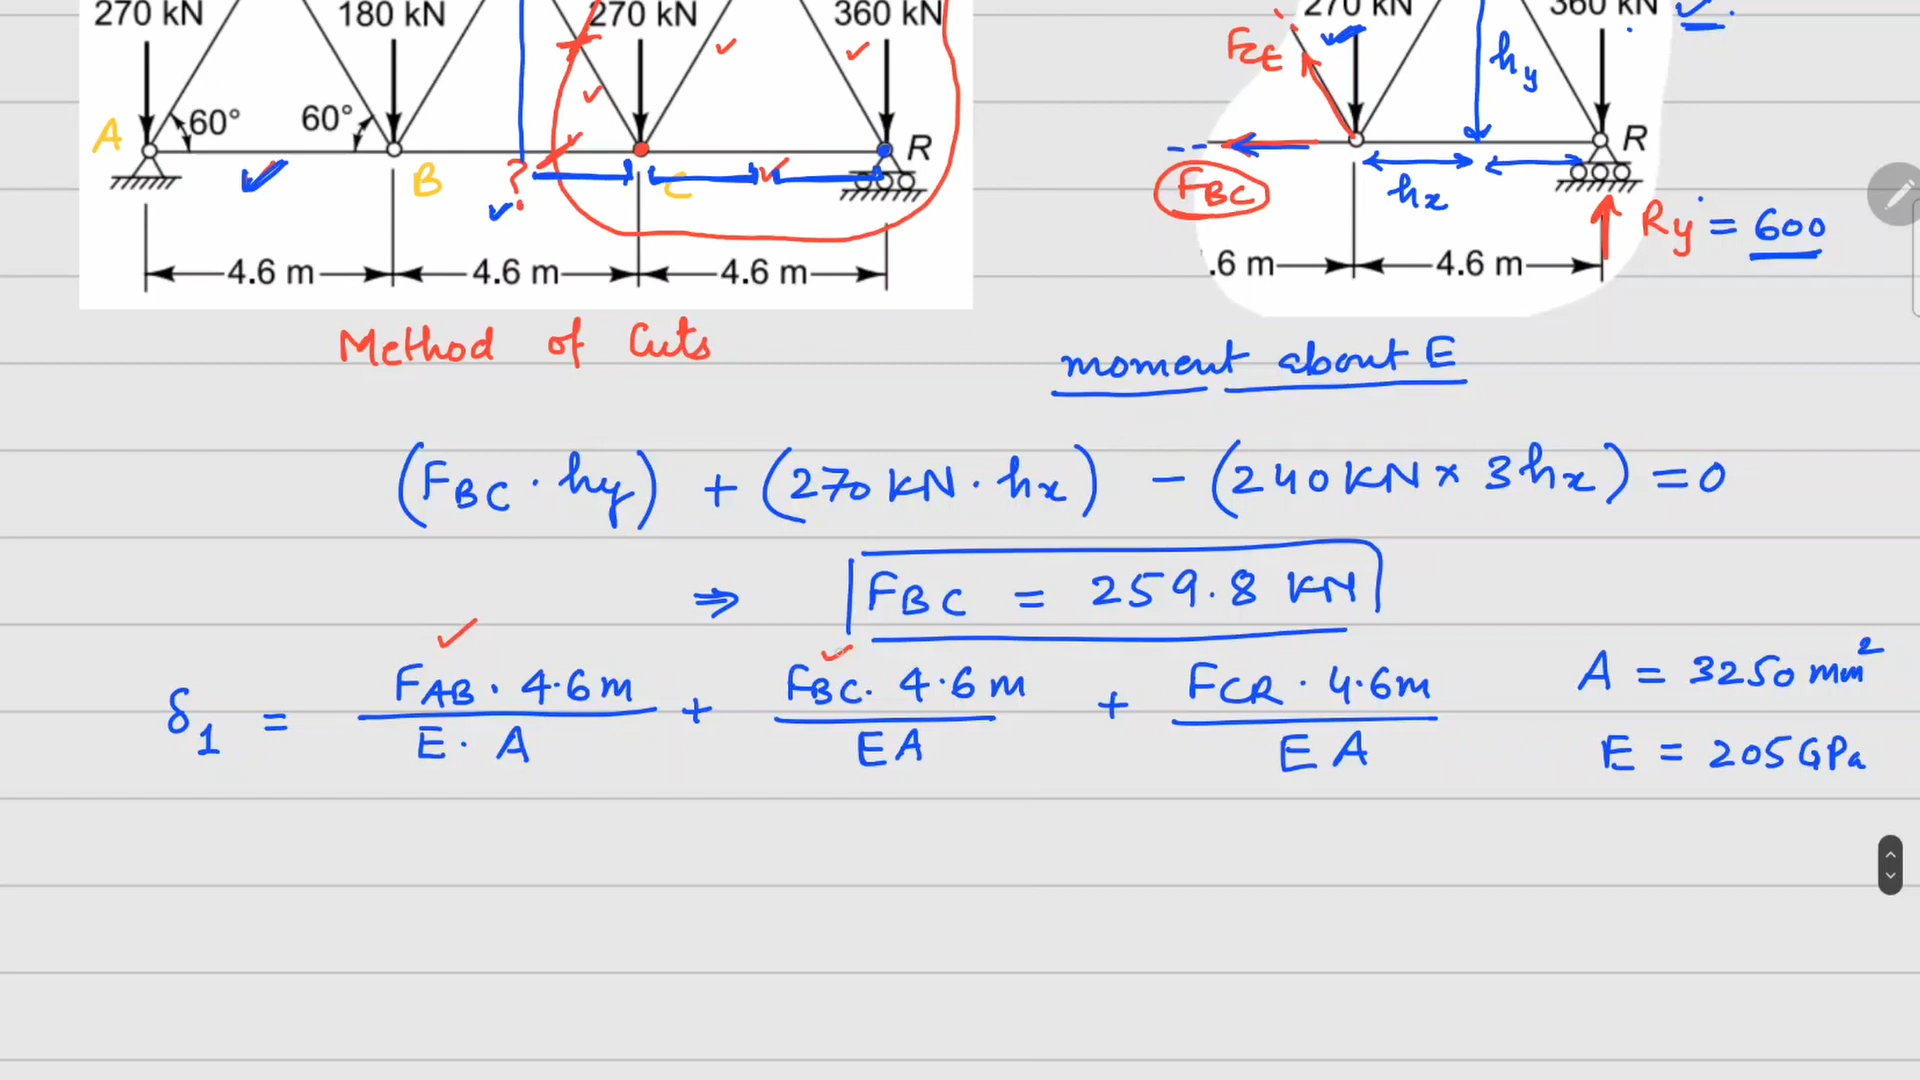 270 kN 180 kN 270 kN 360 kN
270 kN 360 kN
FCE hy
A 60° 60° R
B ? C
R
FBC hx
Ry = 600
4.6 m 4.6 m 4.6 m
.6 m 4.6 m
Method of Cuts
moment about E
(FBC · hy) + (270 KN · hx) - (240 KN × 3hx) = 0
⇒ FBC = 259.8 KN
δ1 = FAB · 4.6m / E · A + FBC · 4.6m / EA + FCR · 4.6m / EA
A = 3250 mm²
E = 205 GPa